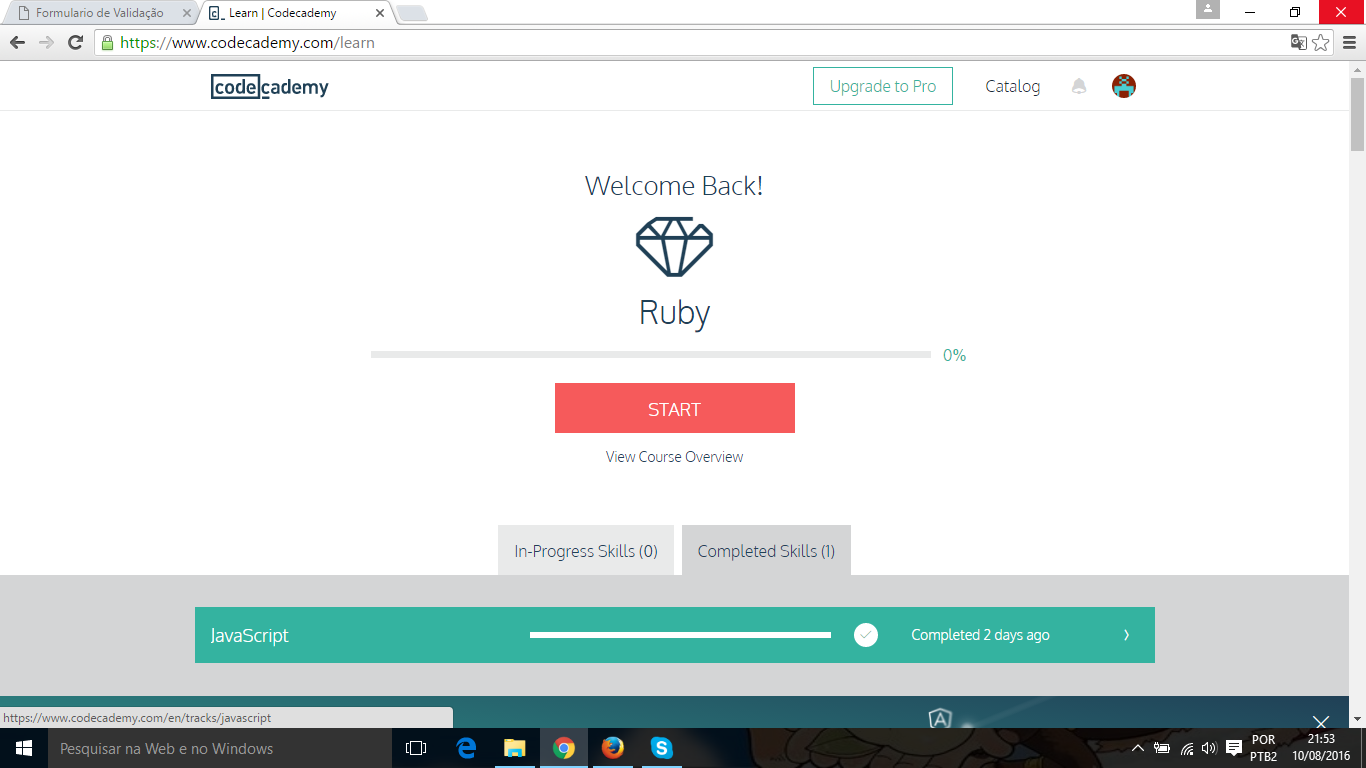 Formulario de Validação
Learn | Codecademy
https://www.codecademy.com/learn
codecademy
Upgrade to Pro
Catalog
Welcome Back!
Ruby
0%
START
View Course Overview
In-Progress Skills (0)
Completed Skills (1)
JavaScript
Completed 2 days ago
https://www.codecademy.com/en/tracks/javascript
Pesquisar na Web e no Windows
POR
PTB2
21:53
10/08/2016